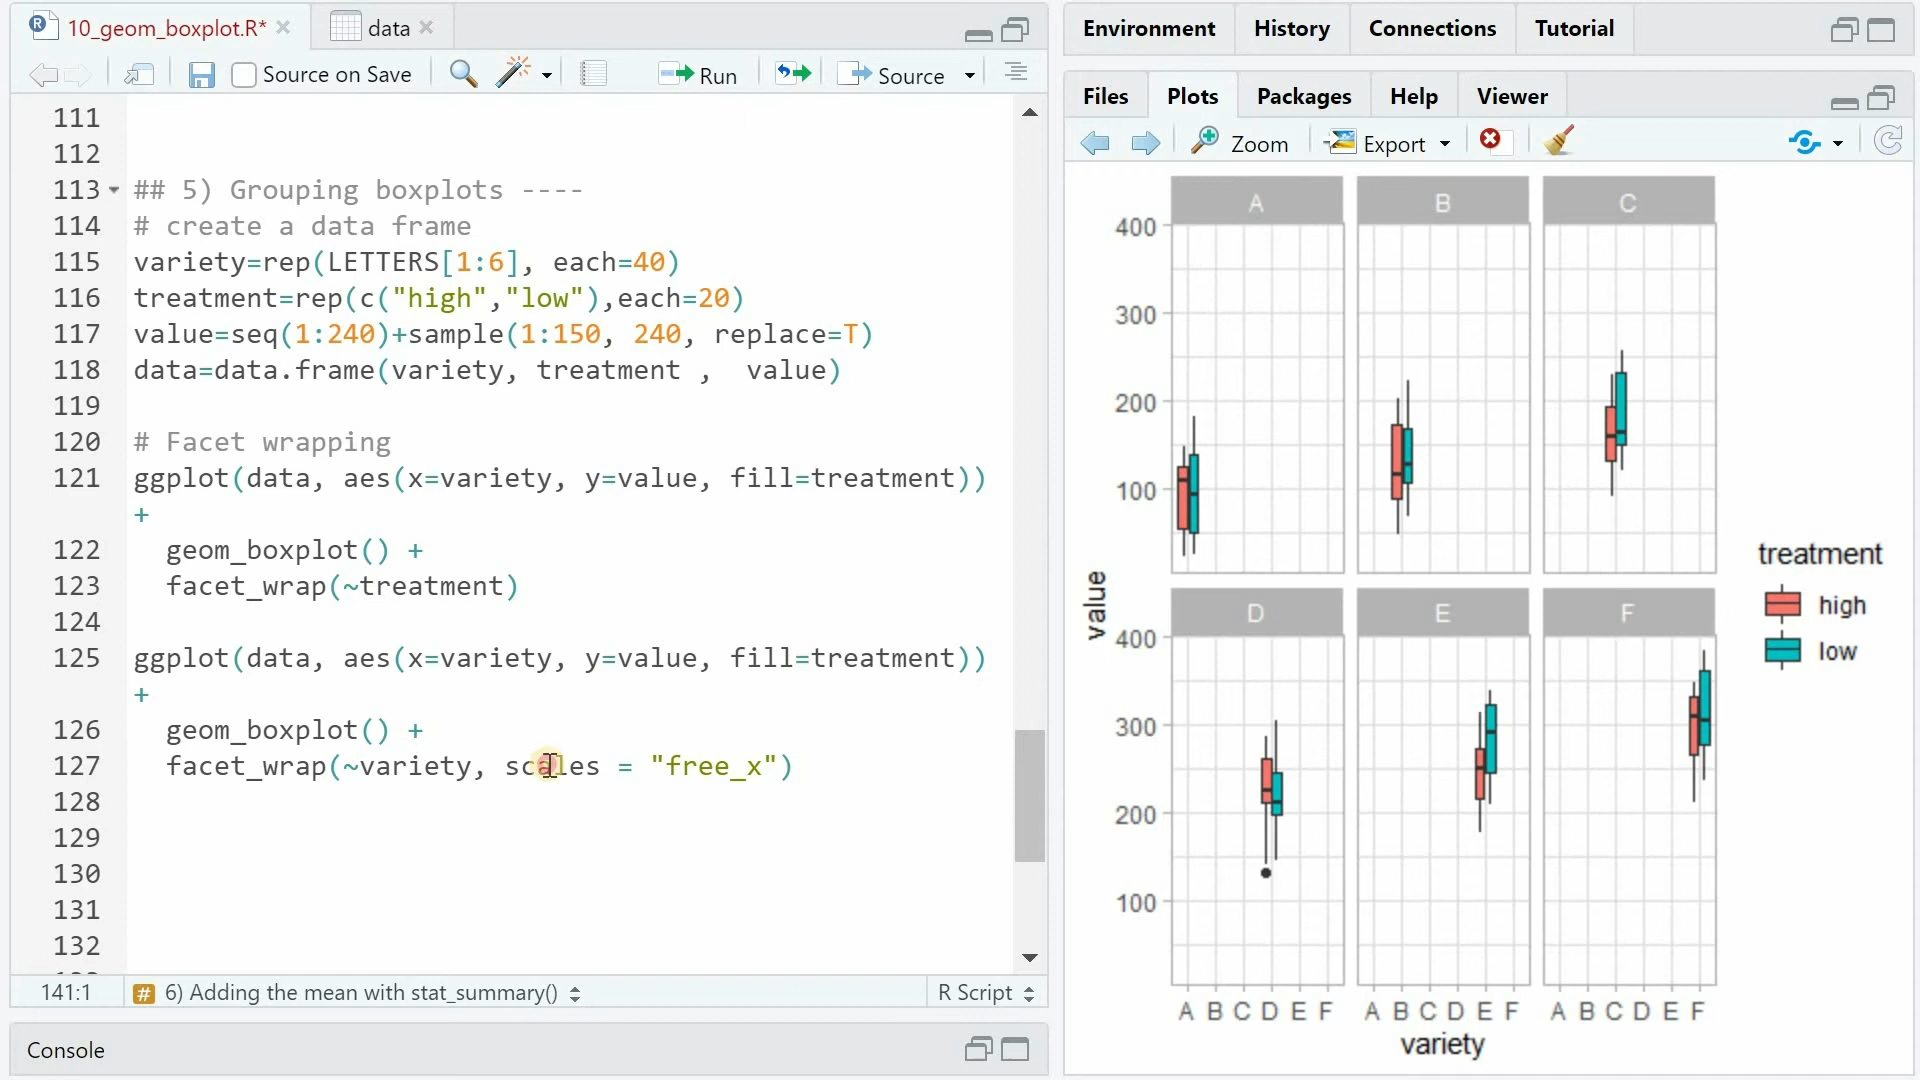 10_geom_boxplot.R*
data
Source on Save
Run
Source
111
112
113 ## 5) Grouping boxplots ----
114 # create a data frame
115 variety=rep(LETTERS[1:6], each=40)
116 treatment=rep(c("high","low"),each=20)
117 value=seq(1:240)+sample(1:150, 240, replace=T)
118 data=data.frame(variety, treatment ,  value)
119
120 # Facet wrapping
121 ggplot(data, aes(x=variety, y=value, fill=treatment))
+
122   geom_boxplot() +
123   facet_wrap(~treatment)
124
125 ggplot(data, aes(x=variety, y=value, fill=treatment))
+
126   geom_boxplot() +
127   facet_wrap(~variety, scales = "free_x")
128
129
130
131
132
141:1
# 6) Adding the mean with stat_summary()
R Script
Console
Environment
History
Connections
Tutorial
Files
Plots
Packages
Help
Viewer
Zoom
Export
A
B
C
400
300
200
100
D
E
F
400
300
200
100
value
A B C D E F
A B C D E F
A B C D E F
variety
treatment
high
low